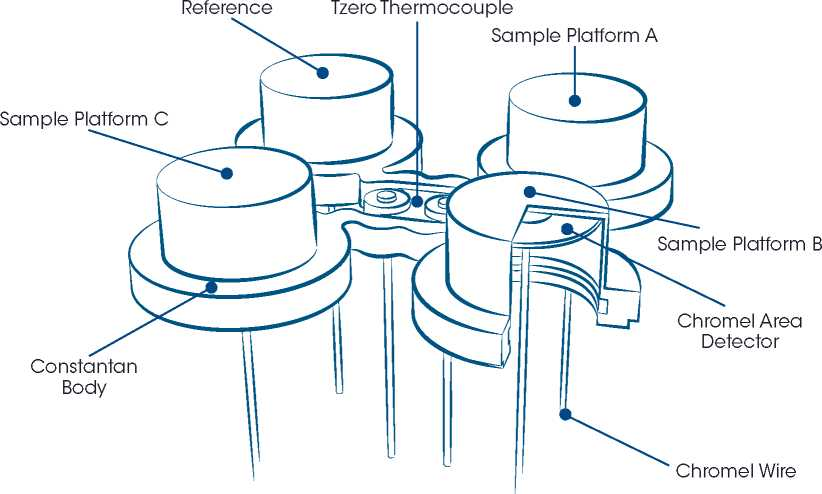 Reference
Tzero Thermocouple
Sample Platform A
Sample Platform C
Sample Platform B
Chromel Area
Detector
Constantan
Body
Chromel Wire